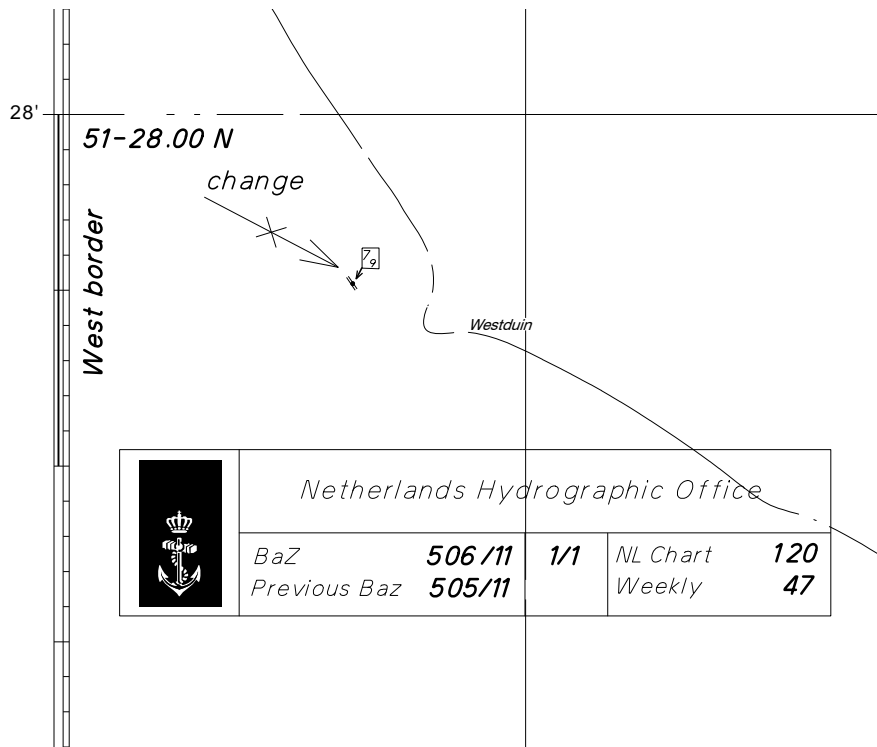 28'
51-28.00 N
change
7₉
West border
Westduin
Netherlands Hydrographic Office
BaZ 506/11 1/1 NL Chart 120
Previous Baz 505/11 Weekly 47